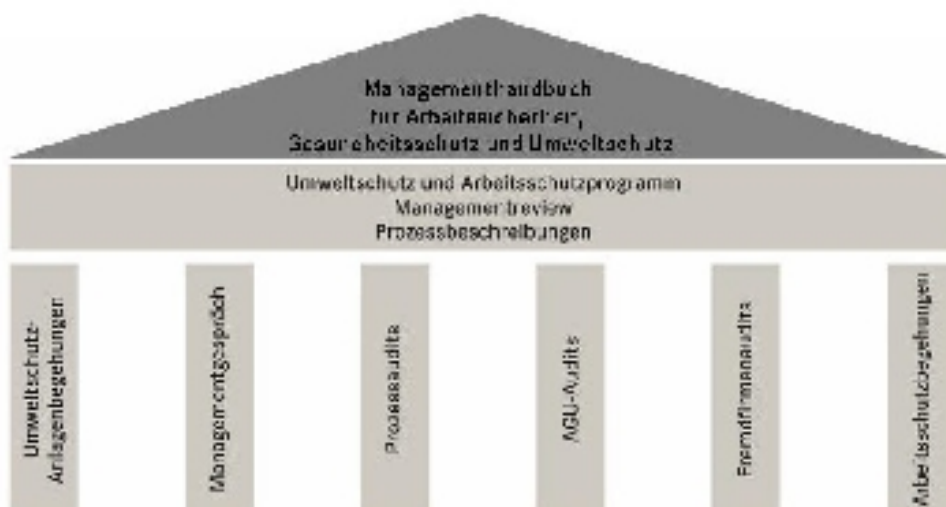 Managementhandbuch
für Arbeitssicherheit,
Gesundheitsschutz und Umweltschutz
Umweltschutz und Arbeitsschutzprogramm
Managementreview
Prozessbeschreibungen
Umweltschutz-
Anlagenbegehungen
Managementgespräch
Prozessaudits
AGU-Audits
Fremdfirmenaudits
Arbeitsschutzbegehungen